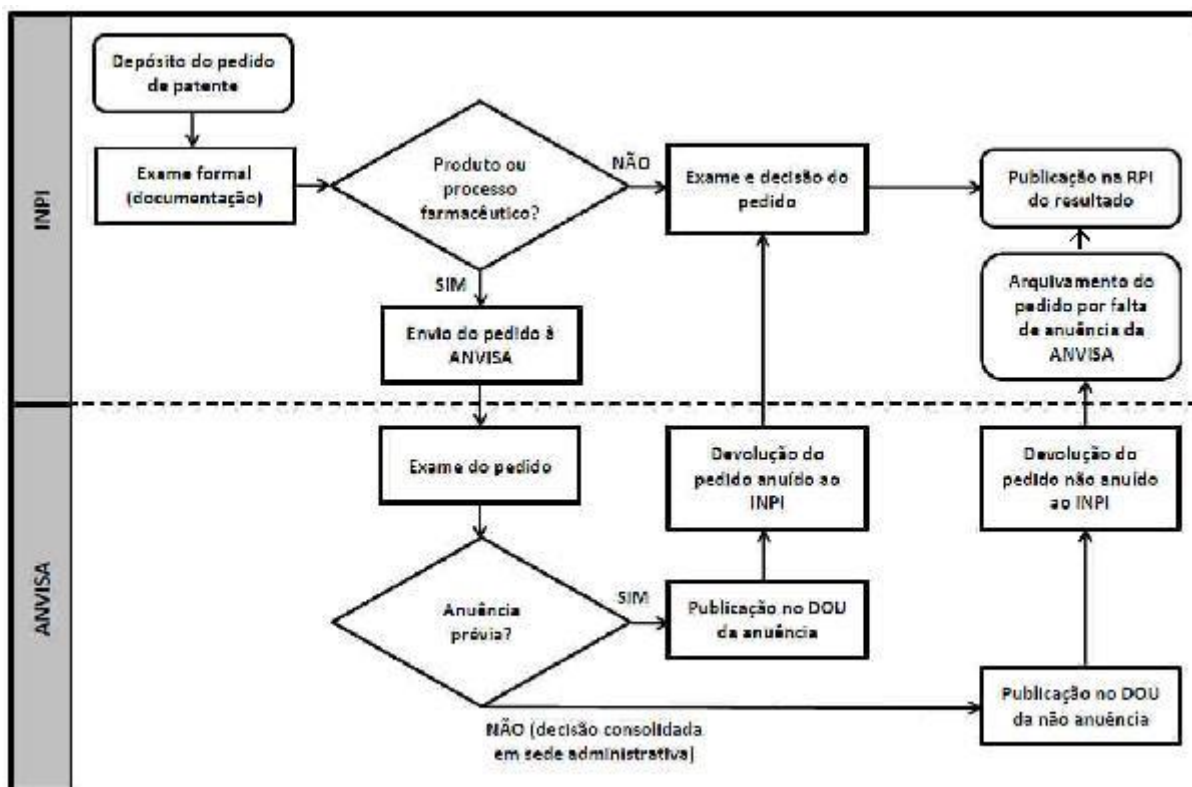 INPI
Depósito do pedido
de patente
Exame formal
(documentação)
Produto ou
processo
farmacêutico?
NÃO
SIM
Exame e decisão do
pedido
Publicação na RPI
do resultado
Envio do pedido à
ANVISA
Arquivamento do
pedido por falta
de anuência da
ANVISA
ANVISA
Exame do pedido
Devolução do
pedido anuído ao
INPI
Devolução do
pedido não anuído
ao INPI
Anuência
prévia?
SIM
Publicação no DOU
da anuência
Publicação no DOU
da não anuência
NÃO (decisão consolidada
em sede administrativa)